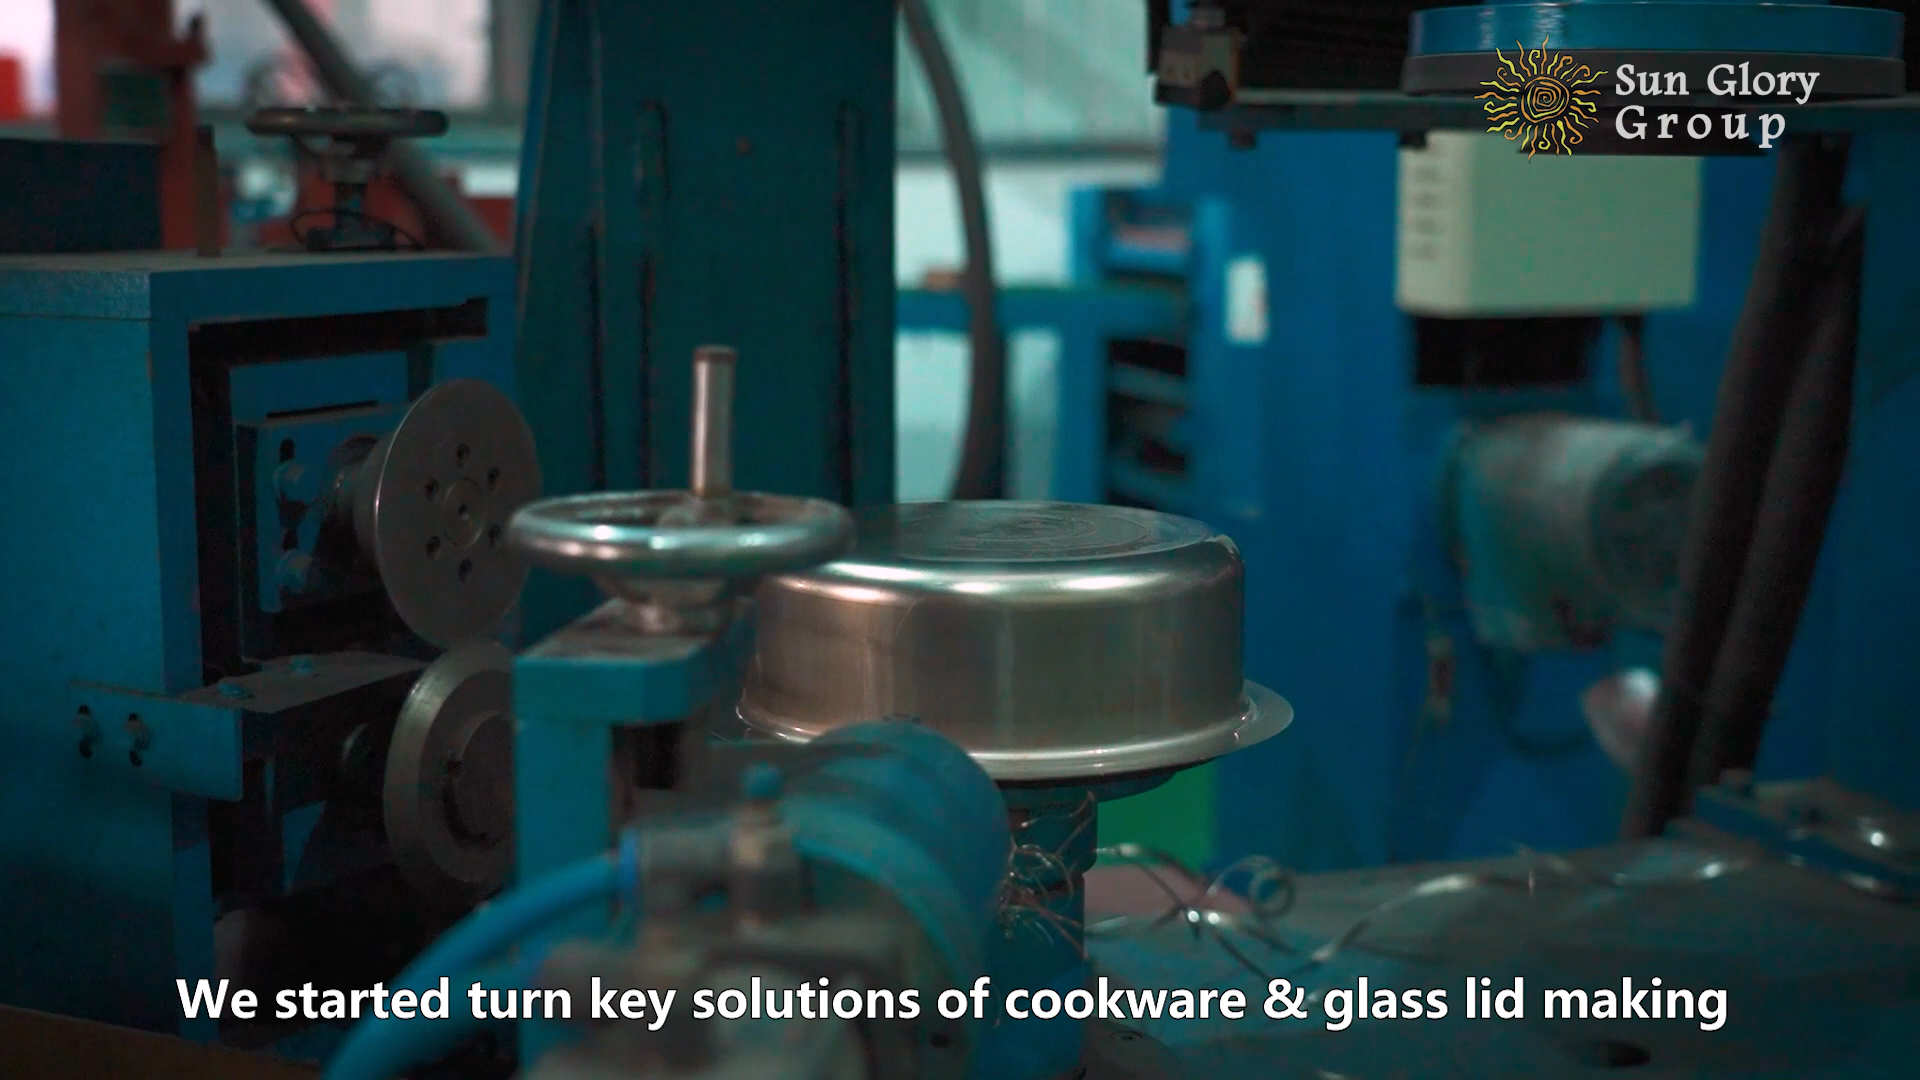 Sun Glory
Group
We started turn key solutions of cookware & glass lid making